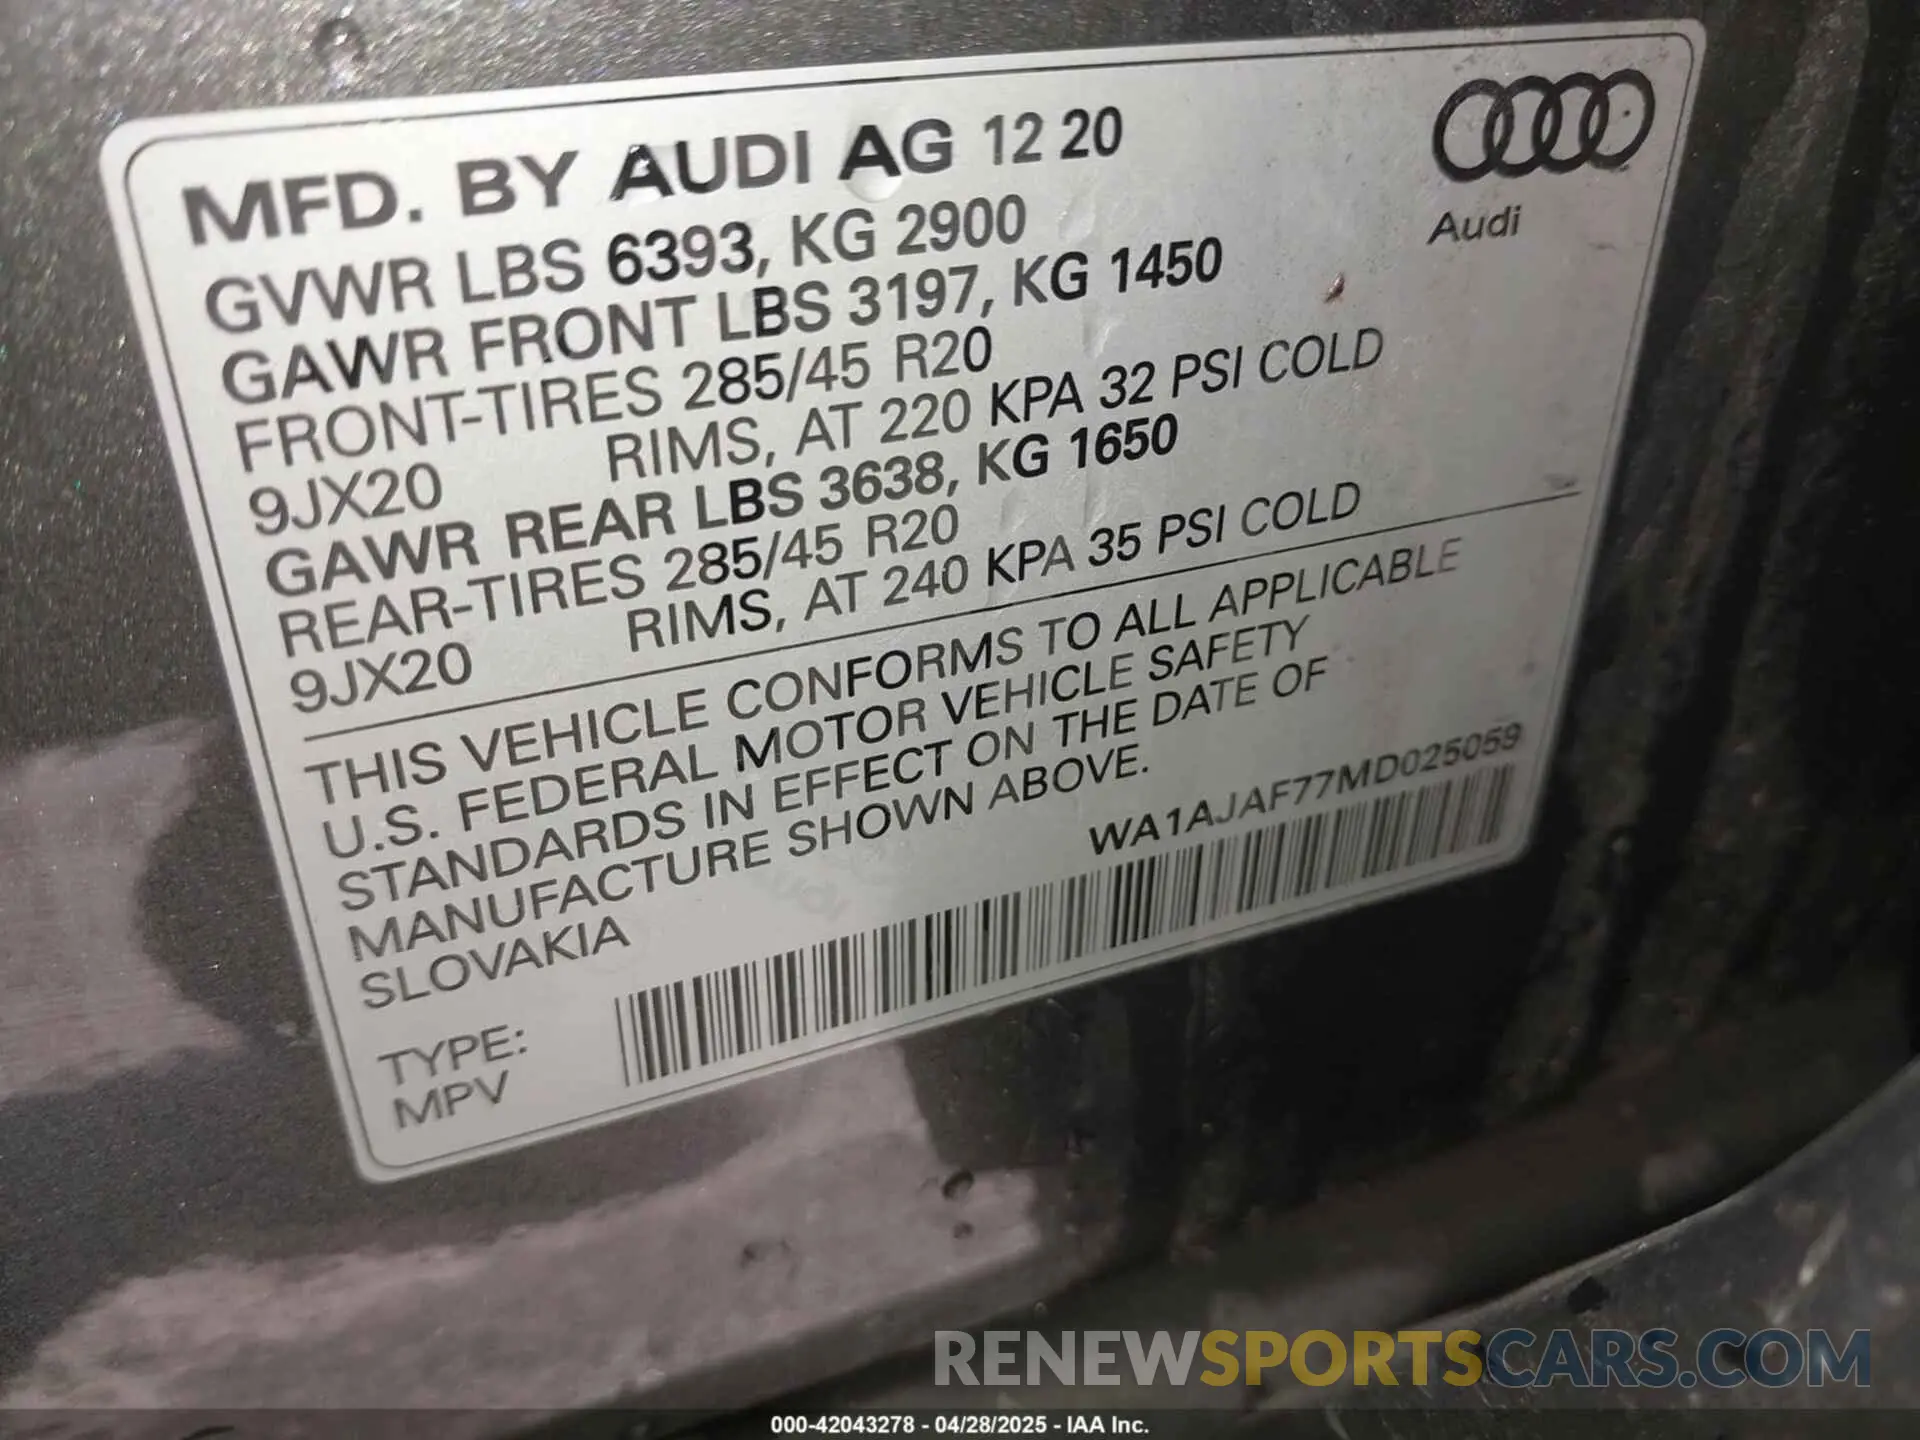 MFD. BY AUDI AG 12 20
Audi
GVWR LBS 6393, KG 2900
GAWR FRONT LBS 3197, KG 1450
FRONT-TIRES 285/45 R20
9JX20 RIMS, AT 220 KPA 32 PSI COLD
GAWR REAR LBS 3638, KG 1650
REAR-TIRES 285/45 R20
9JX20 RIMS, AT 240 KPA 35 PSI COLD
THIS VEHICLE CONFORMS TO ALL APPLICABLE
U.S. FEDERAL MOTOR VEHICLE SAFETY
STANDARDS IN EFFECT ON THE DATE OF
MANUFACTURE SHOWN ABOVE.
SLOVAKIA
WA1AJAF77MD025059
TYPE:
MPV
RENEWSPORTSCARS.COM
000-42043278 - 04/28/2025 - IAA Inc.